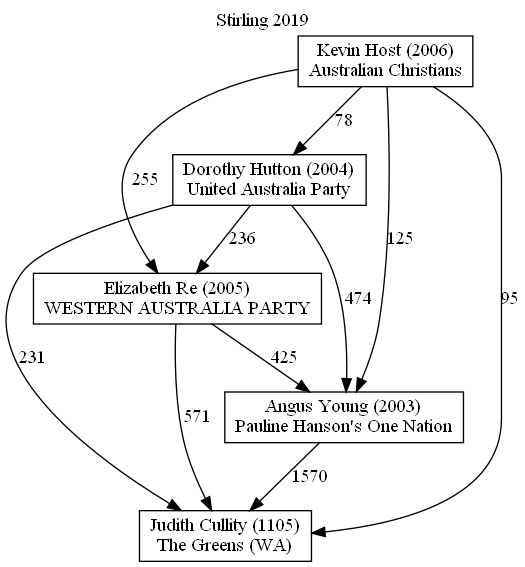 Stirling 2019
Kevin Host (2006)
Australian Christians
78
Dorothy Hutton (2004)
United Australia Party
255
236
125
474
95
Elizabeth Re (2005)
WESTERN AUSTRALIA PARTY
231
425
571
Angus Young (2003)
Pauline Hanson's One Nation
1570
Judith Cullity (1105)
The Greens (WA)